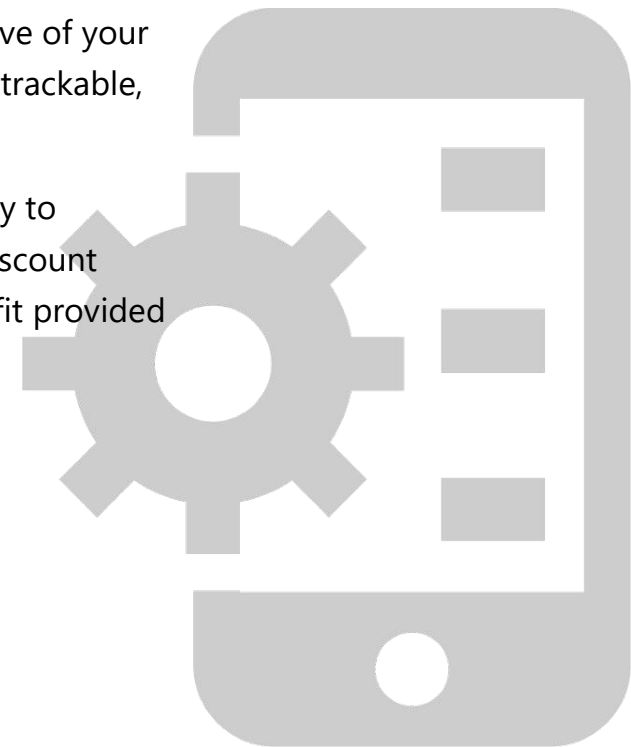 ve of your
trackable,
y to
scount
fit provided